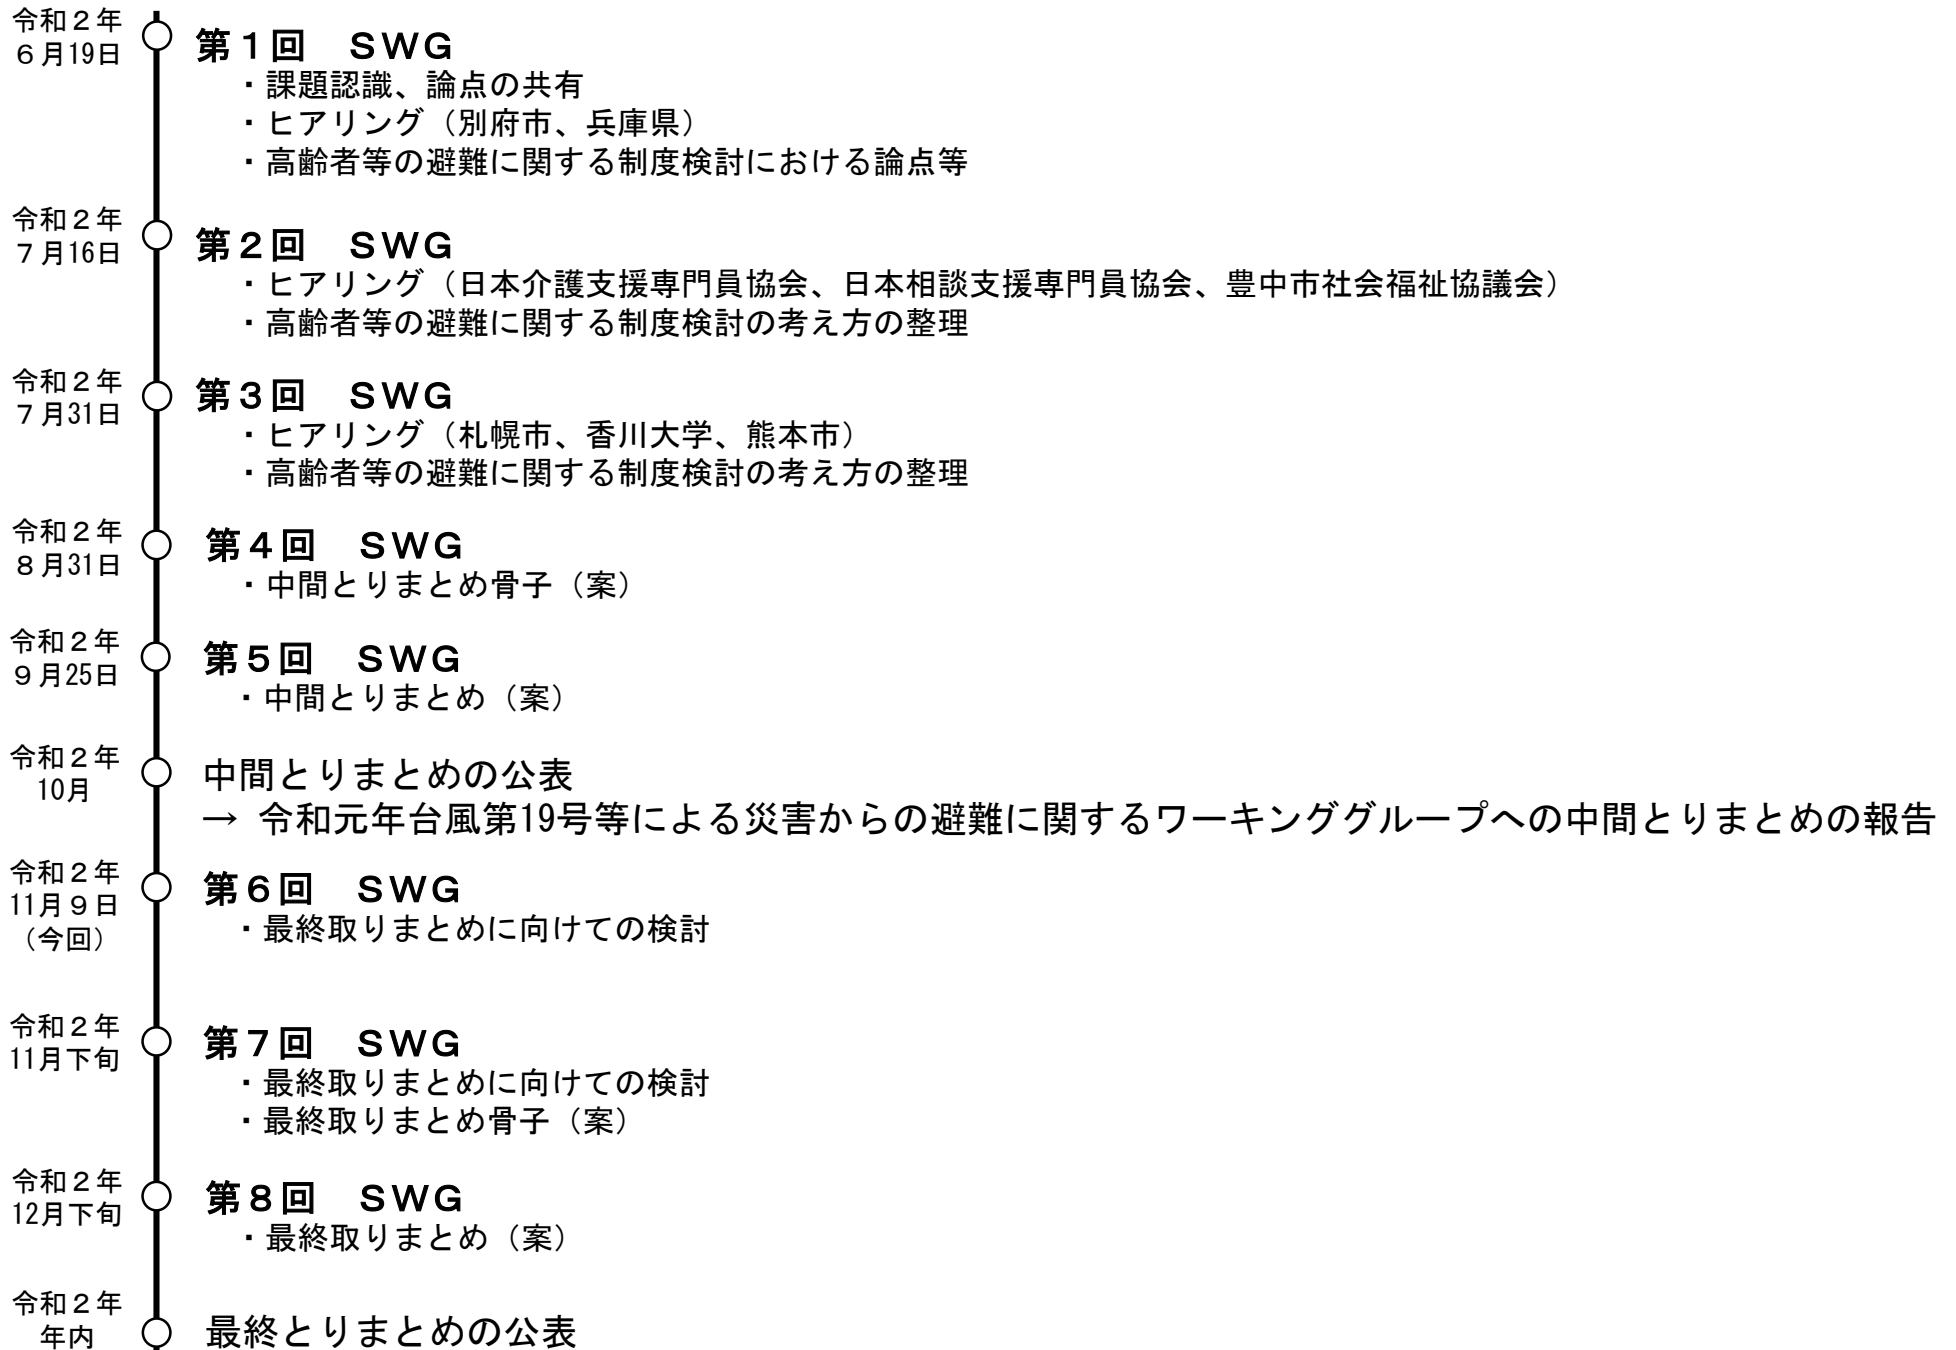 令和２年
６月19日
第１回　ＳＷＧ
・課題認識、論点の共有
・ヒアリング（別府市、兵庫県）
・高齢者等の避難に関する制度検討における論点等
令和２年
７月16日
第２回　ＳＷＧ
・ヒアリング（日本介護支援専門員協会、日本相談支援専門員協会、豊中市社会福祉協議会）
・高齢者等の避難に関する制度検討の考え方の整理
令和２年
７月31日
第３回　ＳＷＧ
・ヒアリング（札幌市、香川大学、熊本市）
・高齢者等の避難に関する制度検討の考え方の整理
令和２年
８月31日
第４回　ＳＷＧ
・中間とりまとめ骨子（案）
令和２年
９月25日
第５回　ＳＷＧ
・中間とりまとめ（案）
令和２年
10月
中間とりまとめの公表
→ 令和元年台風第19号等による災害からの避難に関するワーキンググループへの中間とりまとめの報告
令和２年
11月９日
（今回）
第６回　ＳＷＧ
・最終取りまとめに向けての検討
令和２年
11月下旬
第７回　ＳＷＧ
・最終取りまとめに向けての検討
・最終取りまとめ骨子（案）
令和２年
12月下旬
第８回　ＳＷＧ
・最終取りまとめ（案）
令和２年
年内
最終とりまとめの公表